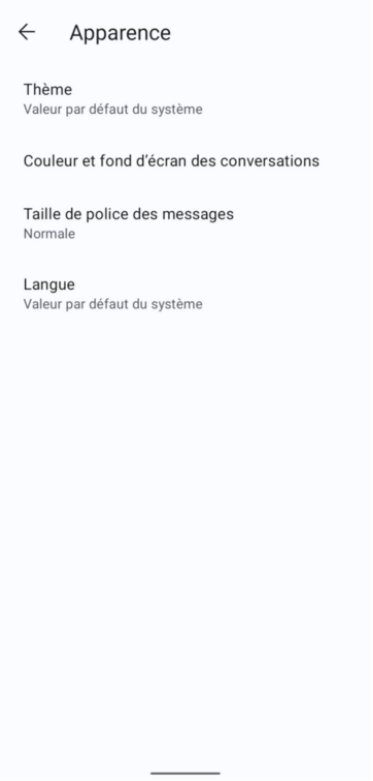 Apparence
Thème
Valeur par défaut du système
Couleur et fond d'écran des conversations
Taille de police des messages
Normale
Langue
Valeur par défaut du système